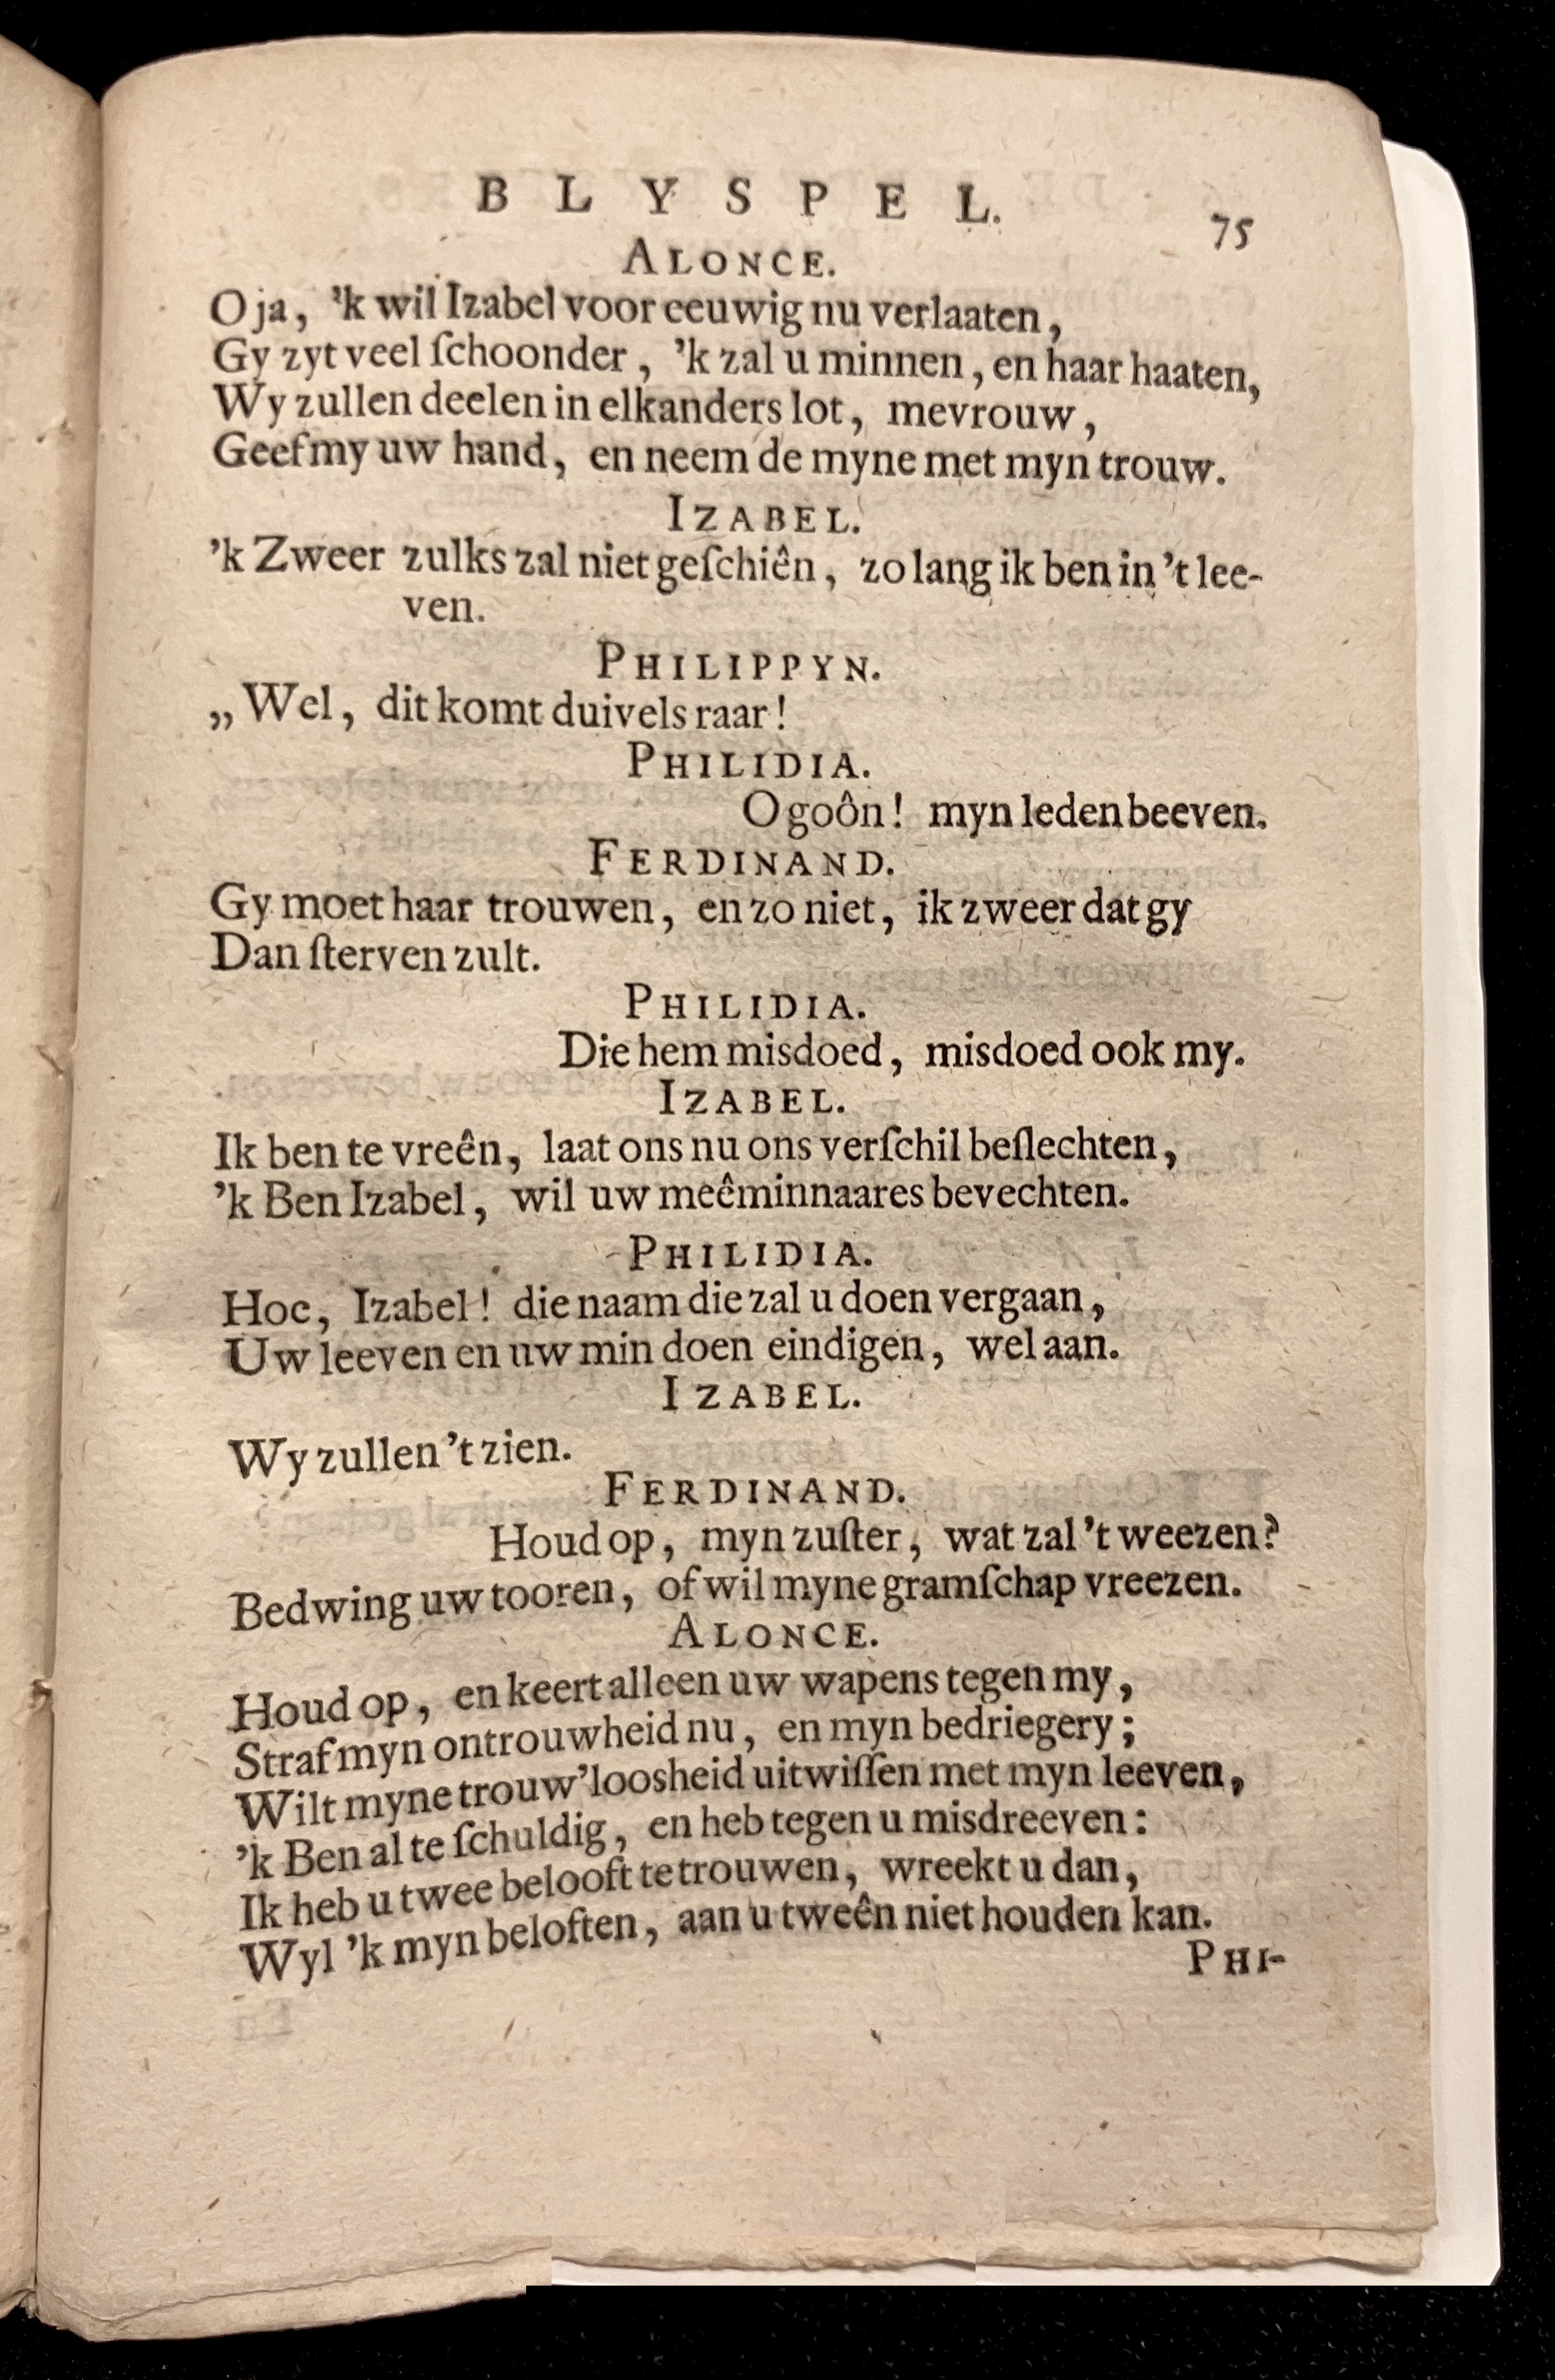 BLYSPEL. 75
ALONCE.
O ja, 'k wil Izabel voor eeuwig nu verlaaten,
Gy zyt veel ſchoonder, 'k zal u minnen, en haar haaten,
Wy zullen deelen in elkanders lot, mevrouw,
Geef my uw hand, en neem de myne met myn trouw.
IZABEL.
'k Zweer zulks zal niet geſchiên, zo lang ik ben in 't lee-
ven.
PHILIPPYN.
„Wel, dit komt duivels raar!
PHILIDIA.
O goôn! myn leden beeven.
FERDINAND.
Gy moet haar trouwen, en zo niet, ik zweer dat gy
Dan ſterven zult.
PHILIDIA.
Die hem misdoed, misdoed ook my.
IZABEL.
Ik ben te vreên, laat ons nu ons verſchil beſlechten,
'k Ben Izabel, wil uw meêminnaares bevechten.
PHILIDIA.
Hoe, Izabel! die naam die zal u doen vergaan,
Uw leeven en uw min doen eindigen, wel aan.
IZABEL.
Wy zullen 't zien.
FERDINAND.
Houd op, myn zuſter, wat zal 't weezen?
Bedwing uw tooren, of wil myne gramſchap vreezen.
ALONCE.
Houd op, en keert alleen uw wapens tegen my,
Straf myn ontrouwheid nu, en myn bedriegery;
Wilt myne trouw'loosheid uitwiſſen met myn leeven,
'k Ben al te ſchuldig, en heb tegen u misdreeven:
Ik heb u twee belooft te trouwen, wreekt u dan,
Wyl 'k myn beloften, aan u tweên niet houden kan.
PHI-